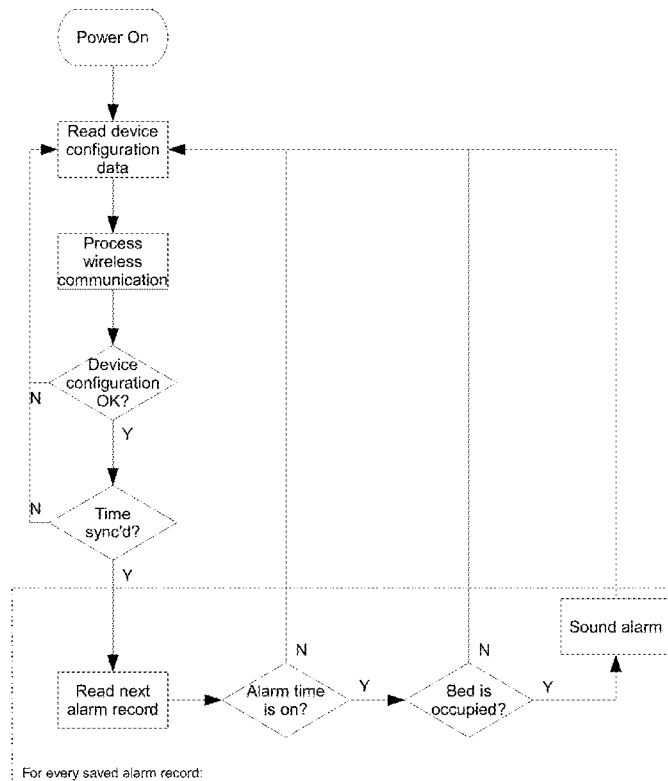 Power On
Read device
configuration
data
Process
wireless
communication
Device
configuration
OK?
N
Y
Time
sync'd?
N
Y
Read next
alarm record
Alarm time
is on?
N
Y
Bed is
occupied?
N
Y
Sound alarm
For every saved alarm record: